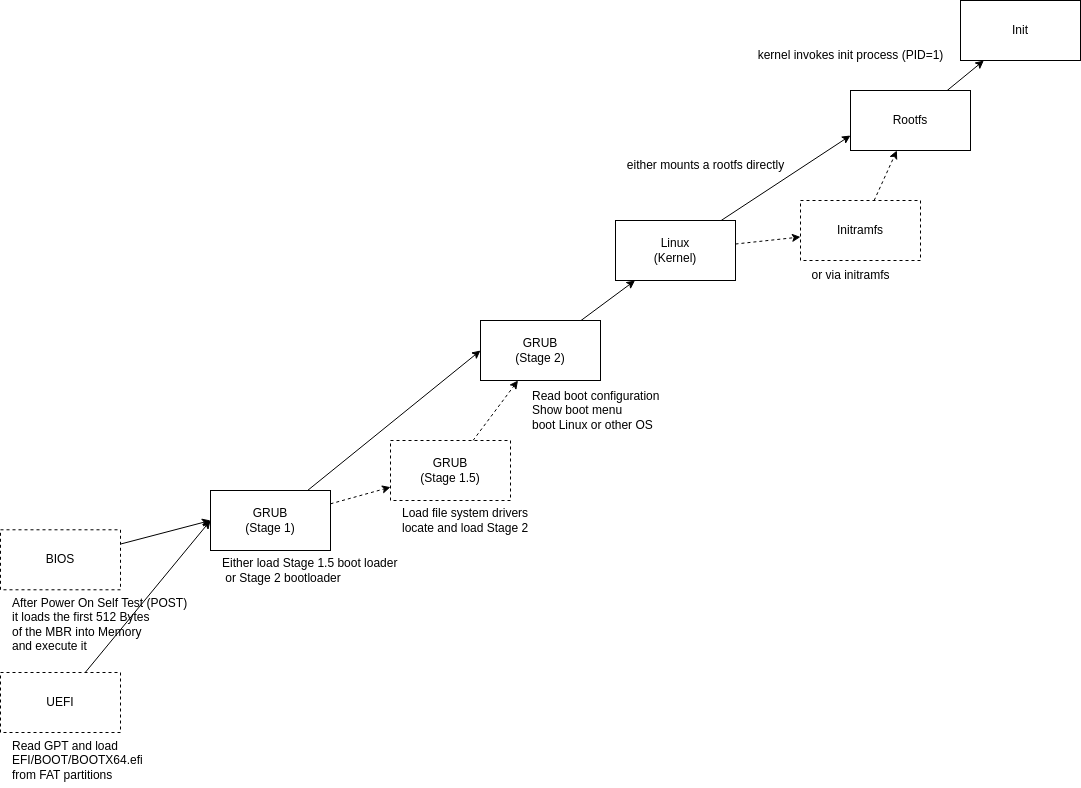 Init
kernel invokes init process (PID=1)
Rootfs
either mounts a rootfs directly
Initramfs
or via initramfs
Linux
(Kernel)
GRUB
(Stage 2)
Read boot configuration
Show boot menu
boot Linux or other OS
GRUB
(Stage 1.5)
Load file system drivers
locate and load Stage 2
GRUB
(Stage 1)
Either load Stage 1.5 boot loader
or Stage 2 bootloader
BIOS
After Power On Self Test (POST)
it loads the first 512 Bytes
of the MBR into Memory
and execute it
UEFI
Read GPT and load
EFI/BOOT/BOOTX64.efi
from FAT partitions